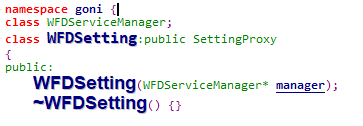 namespace goni {
class WFDServiceManager;
class WFDSetting:public SettingProxy
{
public:
WFDSetting(WFDServiceManager* manager);
~WFDSetting() {}